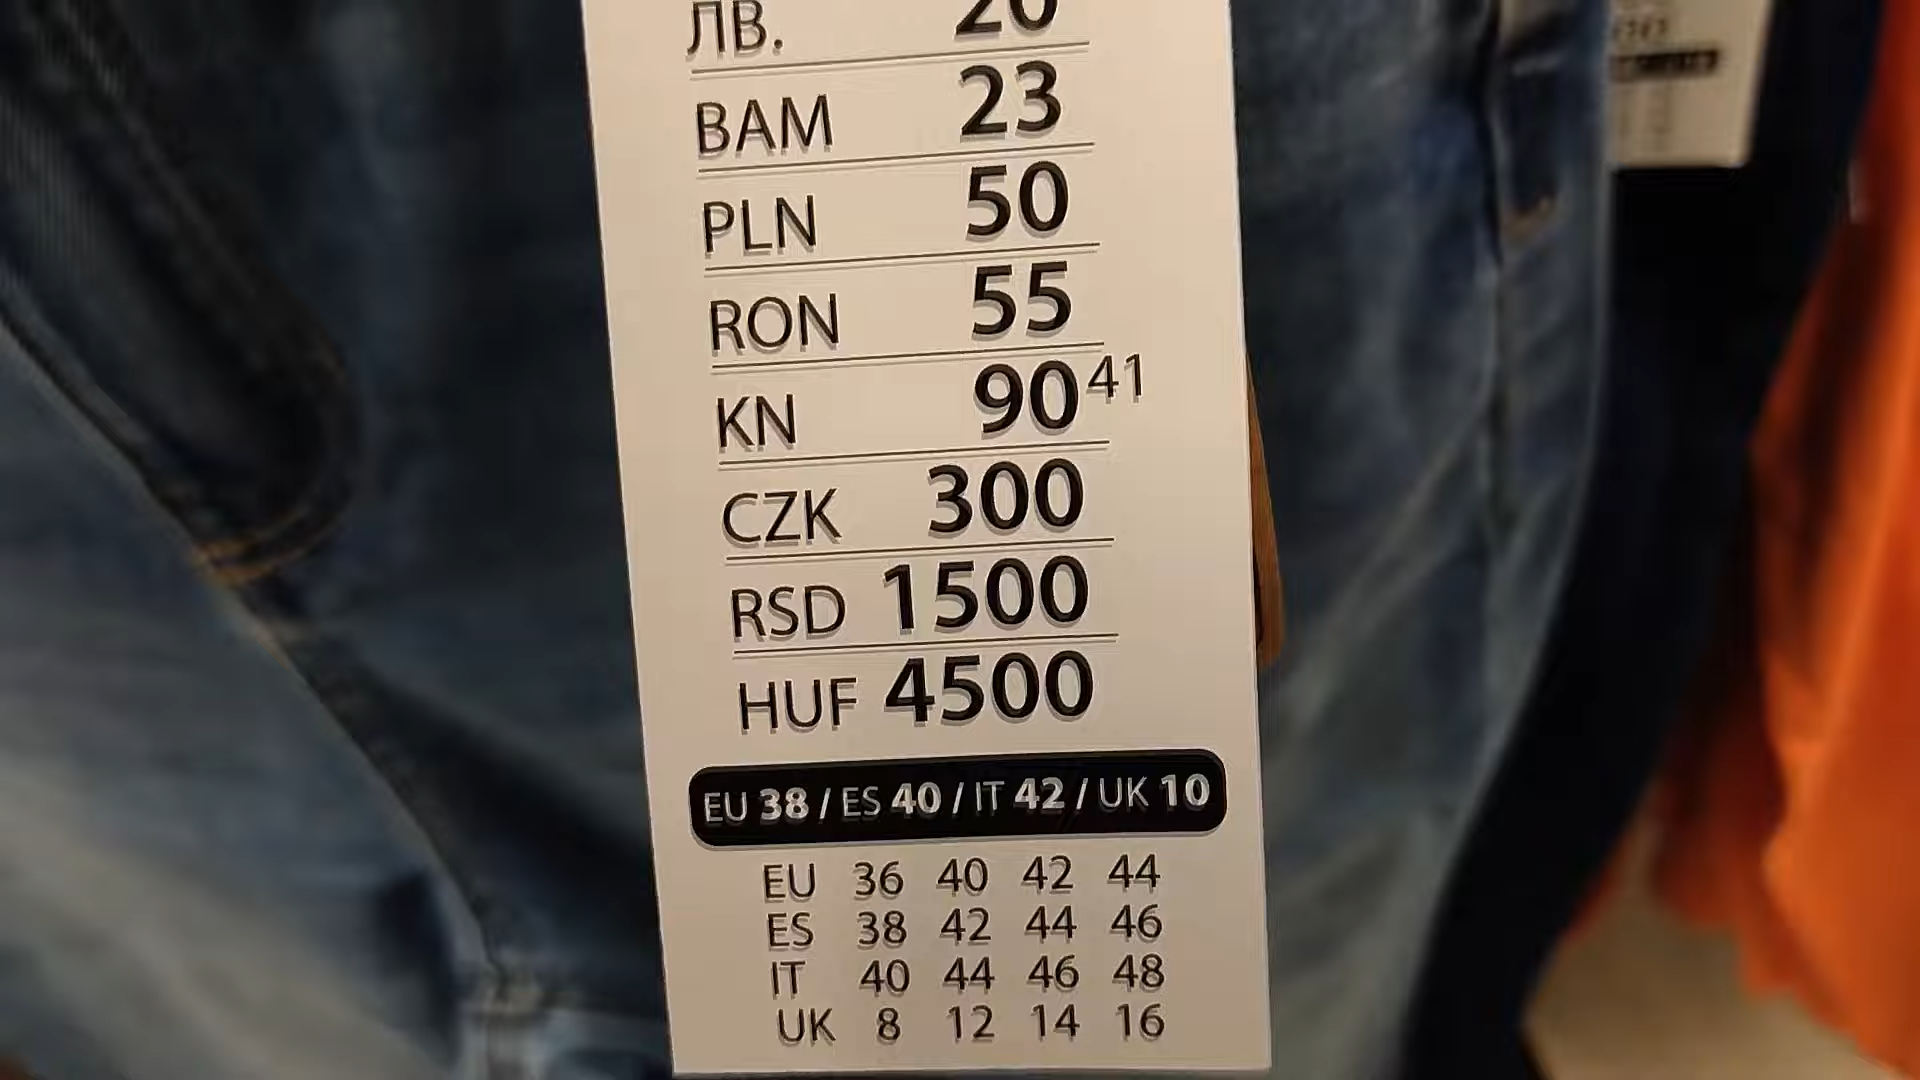 ЛВ. 20
BAM 23
PLN 50
RON 55
KN 90 41
CZK 300
RSD 1500
HUF 4500
EU 38 / ES 40 / IT 42 / UK 10
EU 36 40 42 44
ES 38 42 44 46
IT 40 44 46 48
UK 8 12 14 16